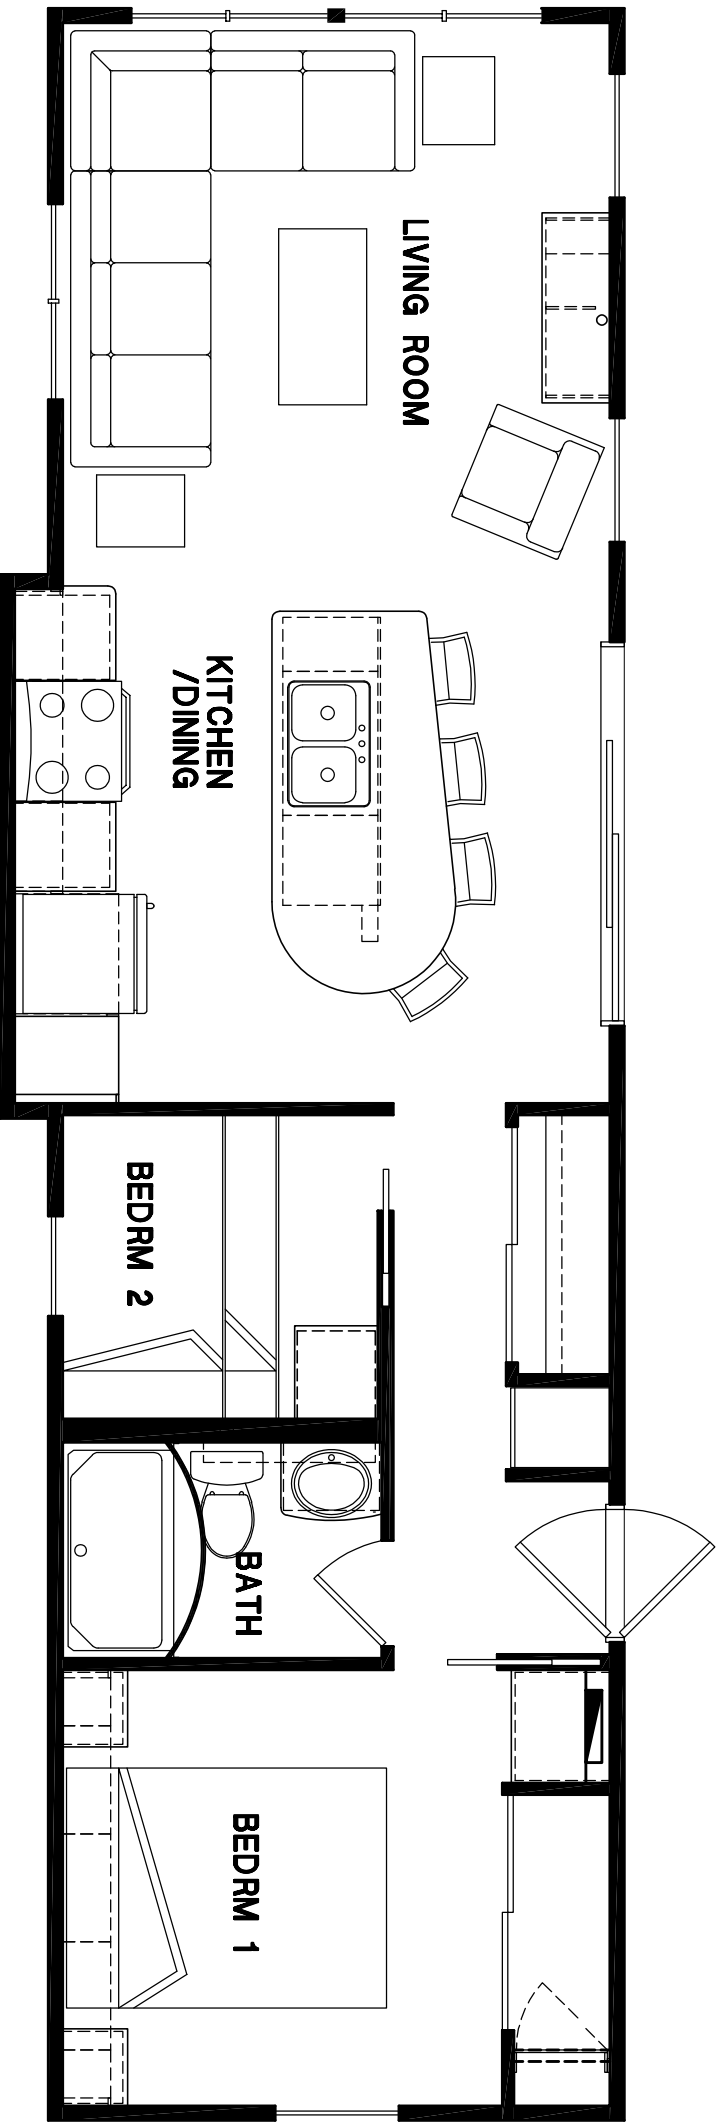 LIVING ROOM
KITCHEN
/DINING
BEDRM 2
BATH
BEDRM 1